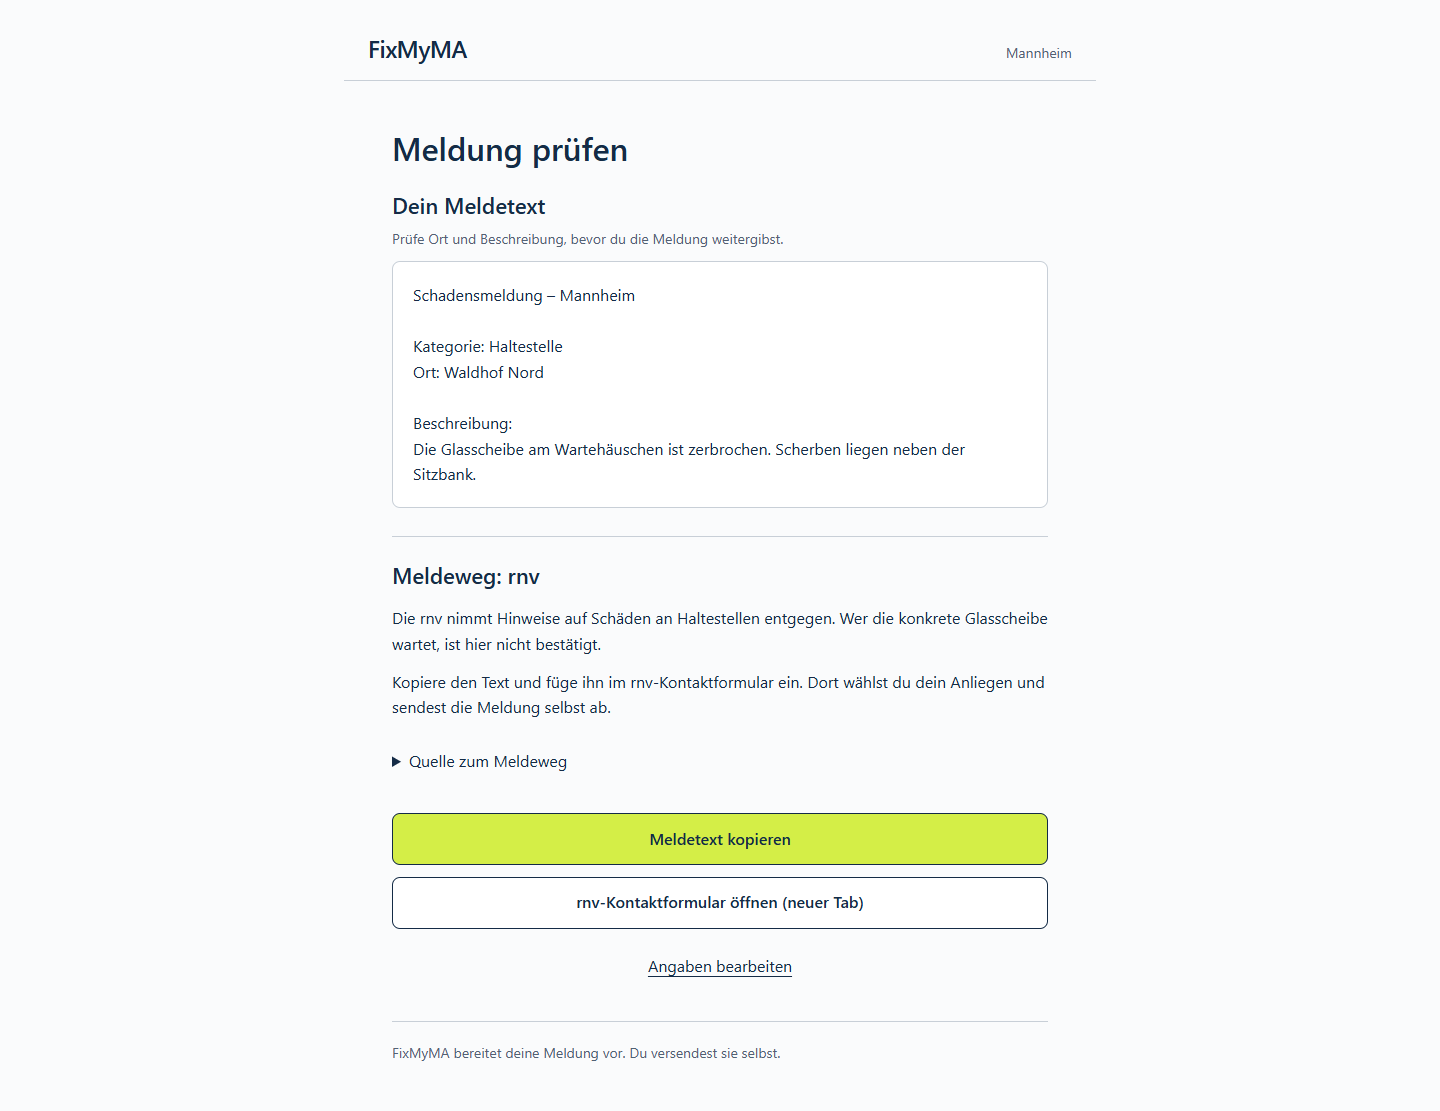 FixMyMA
Mannheim
Meldung prüfen
Dein Meldetext
Prüfe Ort und Beschreibung, bevor du die Meldung weitergibst.
Schadensmeldung – Mannheim
Kategorie: Haltestelle
Ort: Waldhof Nord
Beschreibung:
Die Glasscheibe am Wartehäuschen ist zerbrochen. Scherben liegen neben der
Sitzbank.
Meldeweg: rnv
Die rnv nimmt Hinweise auf Schäden an Haltestellen entgegen. Wer die konkrete Glasscheibe
wartet, ist hier nicht bestätigt.
Kopiere den Text und füge ihn im rnv-Kontaktformular ein. Dort wählst du dein Anliegen und
sendest die Meldung selbst ab.
Quelle zum Meldeweg
Meldetext kopieren
rnv-Kontaktformular öffnen (neuer Tab)
Angaben bearbeiten
FixMyMA bereitet deine Meldung vor. Du versendest sie selbst.